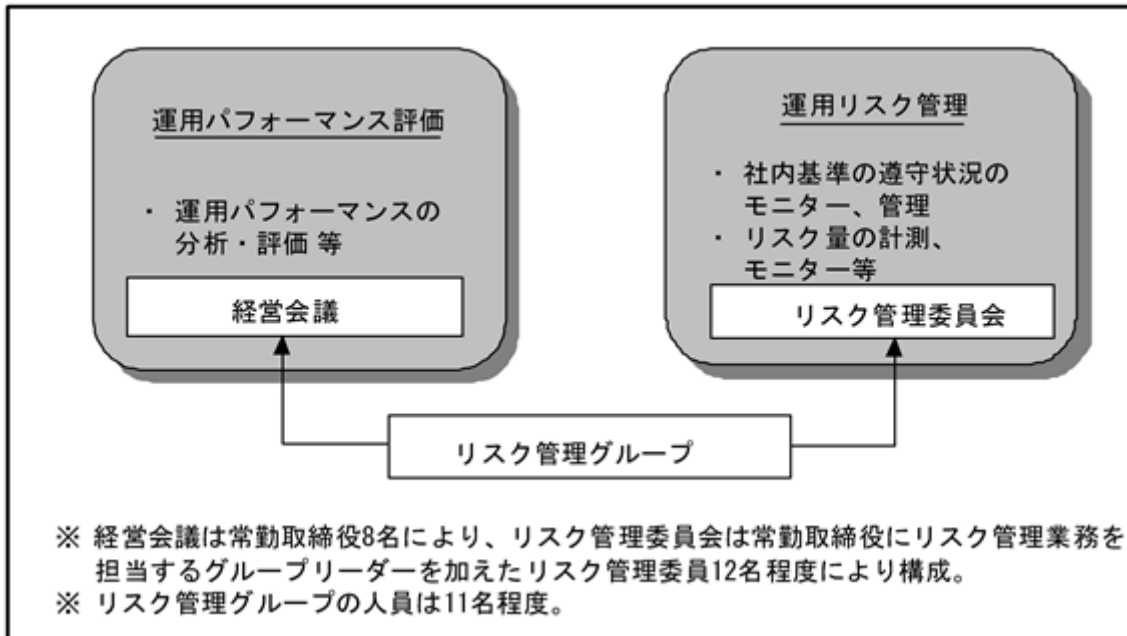 運用パフォーマンス評価
・ 運用パフォーマンスの
分析・評価 等
経営会議
運用リスク管理
・ 社内基準の遵守状況の
モニター、管理
・ リスク量の計測、
モニター等
リスク管理委員会
リスク管理グループ
※ 経営会議は常勤取締役8名により、リスク管理委員会は常勤取締役にリスク管理業務を
担当するグループリーダーを加えたリスク管理委員12名程度により構成。
※ リスク管理グループの人員は11名程度。